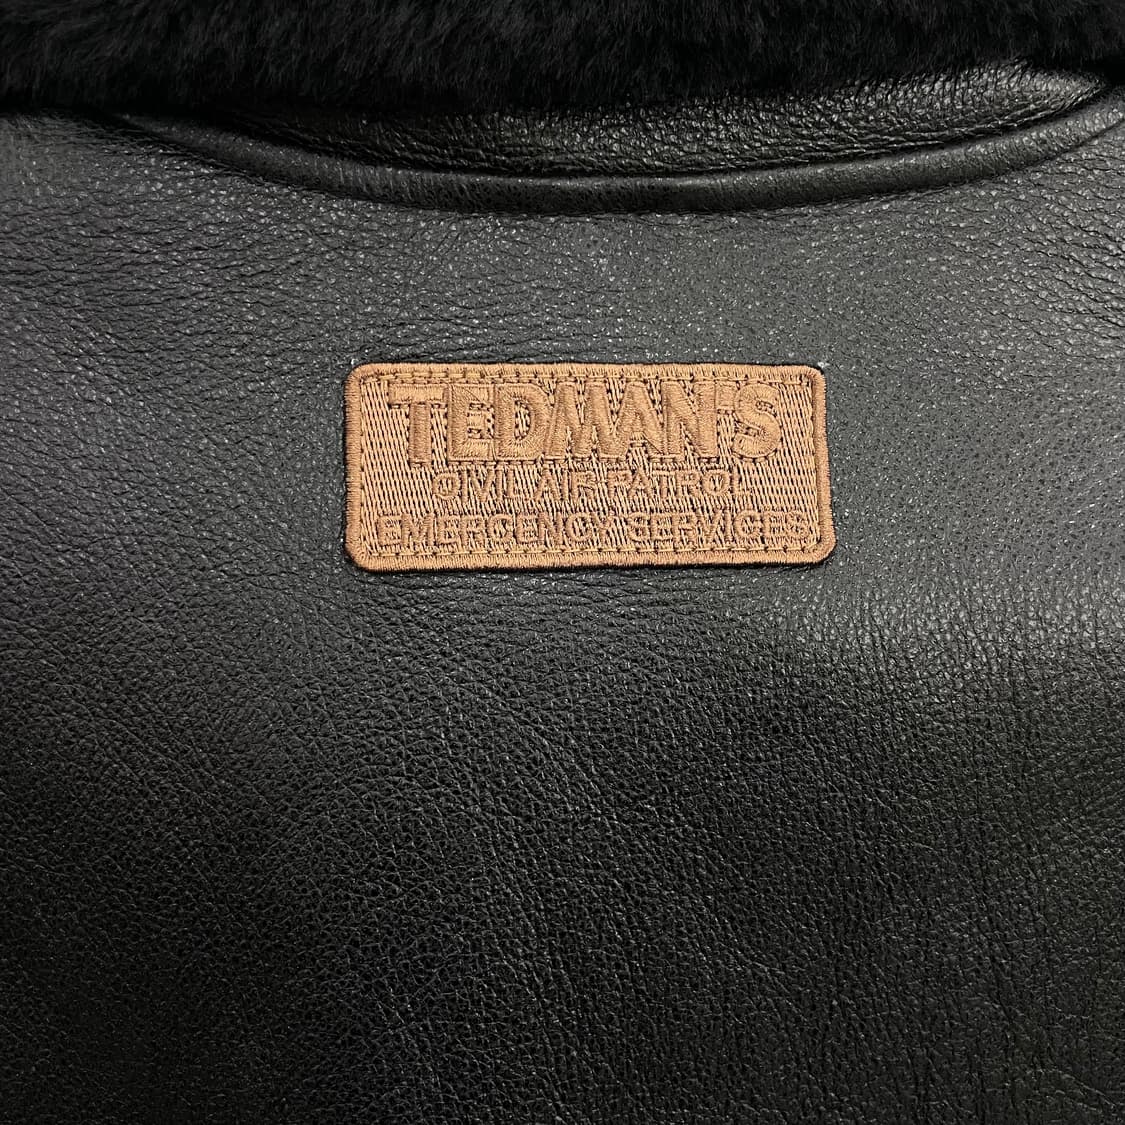 TEDMAN'S
CIVIL AIR PATROL
EMERGENCY SERVICES